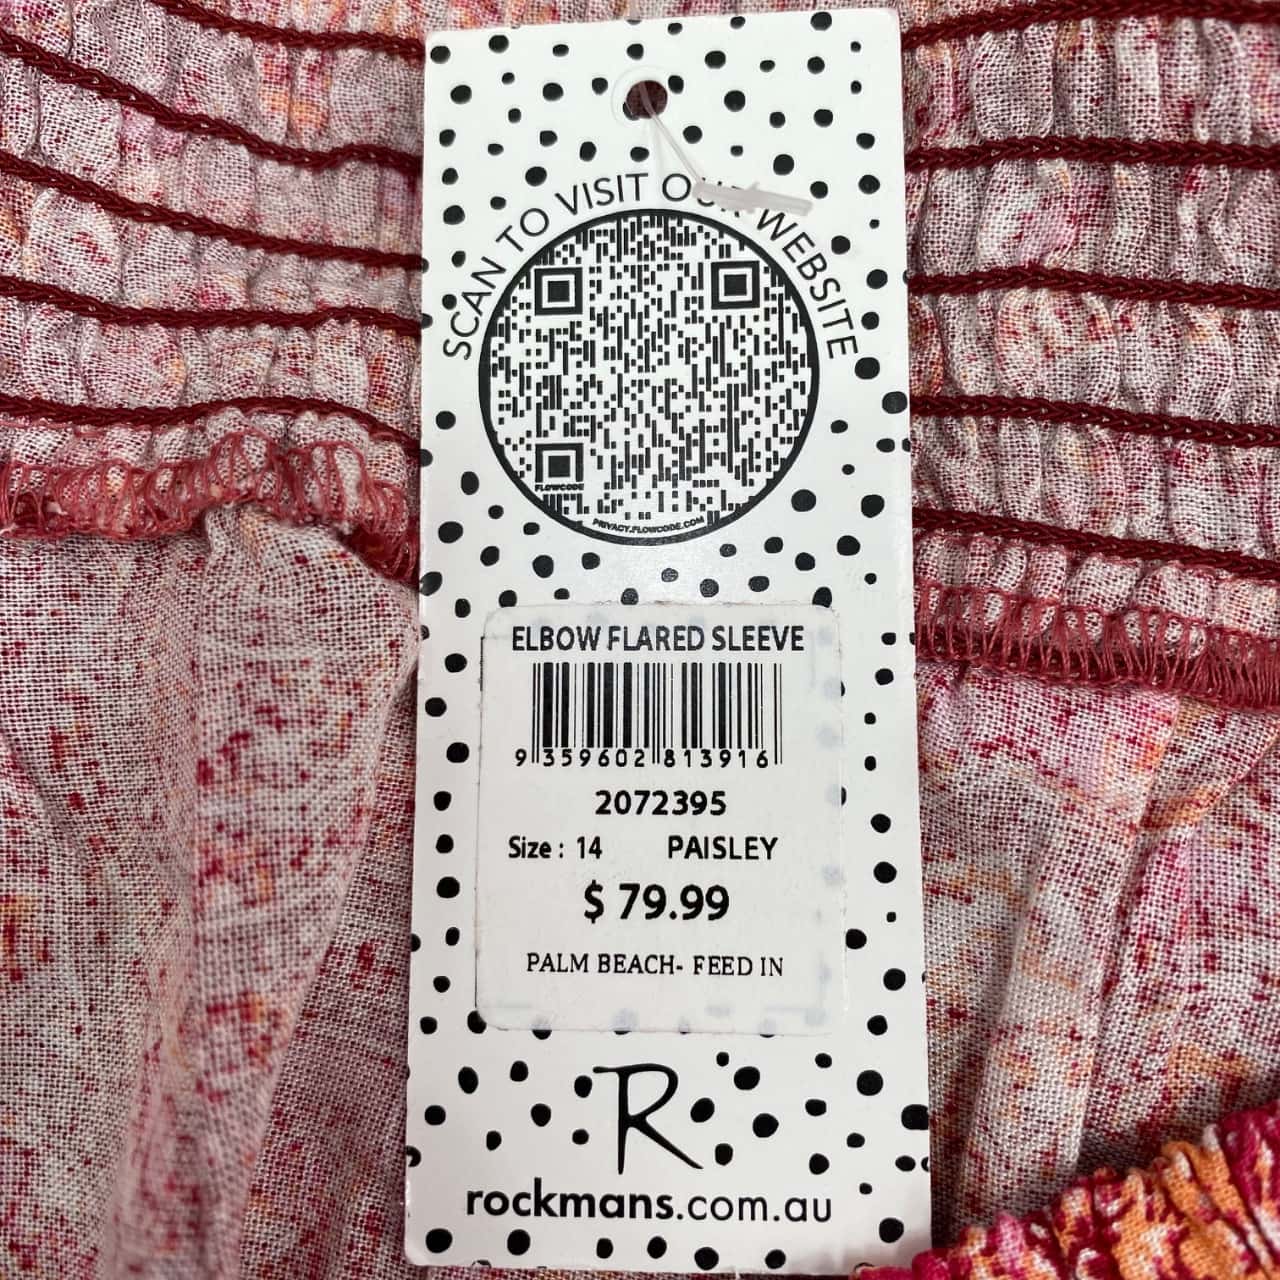 SCAN TO VISIT OUR WEBSITE
FLOWCODE
PRIVACY.FLOWCODE.COM
ELBOW FLARED SLEEVE
9 359602 813916
2072395
Size : 14 PAISLEY
$ 79.99
PALM BEACH- FEED IN
R
rockmans.com.au